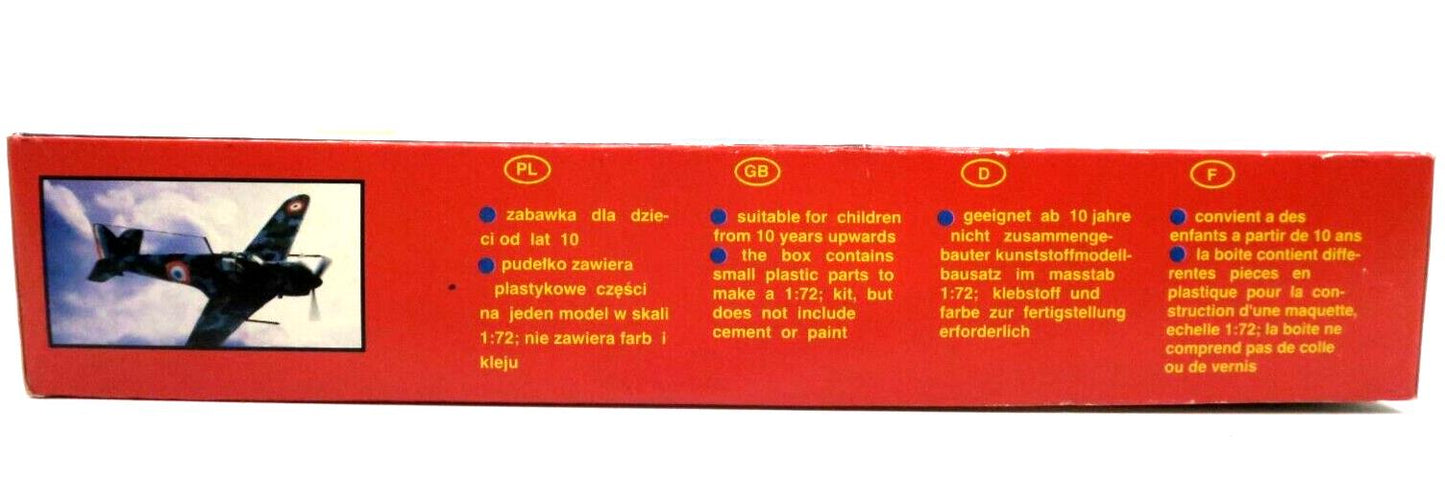 PL
zabawka dla dzie-
ci od lat 10
pudełko zawiera
plastykowe części
na jeden model w skali
1:72; nie zawiera farb i
kleju
GB
suitable for children
from 10 years upwards
the box contains
small plastic parts to
make a 1:72; kit, but
does not include
cement or paint
D
geeignet ab 10 jahre
nicht zusammenge-
bauter kunststoffmodell-
bausatz im masstab
1:72; klebstoff und
farbe zur fertigstellung
erforderlich
F
convient a des
enfants a partir de 10 ans
la boite contient diffe-
rentes pieces en
plastique pour la con-
struction d'une maquette,
echelle 1:72; la boite ne
comprend pas de colle
ou de vernis